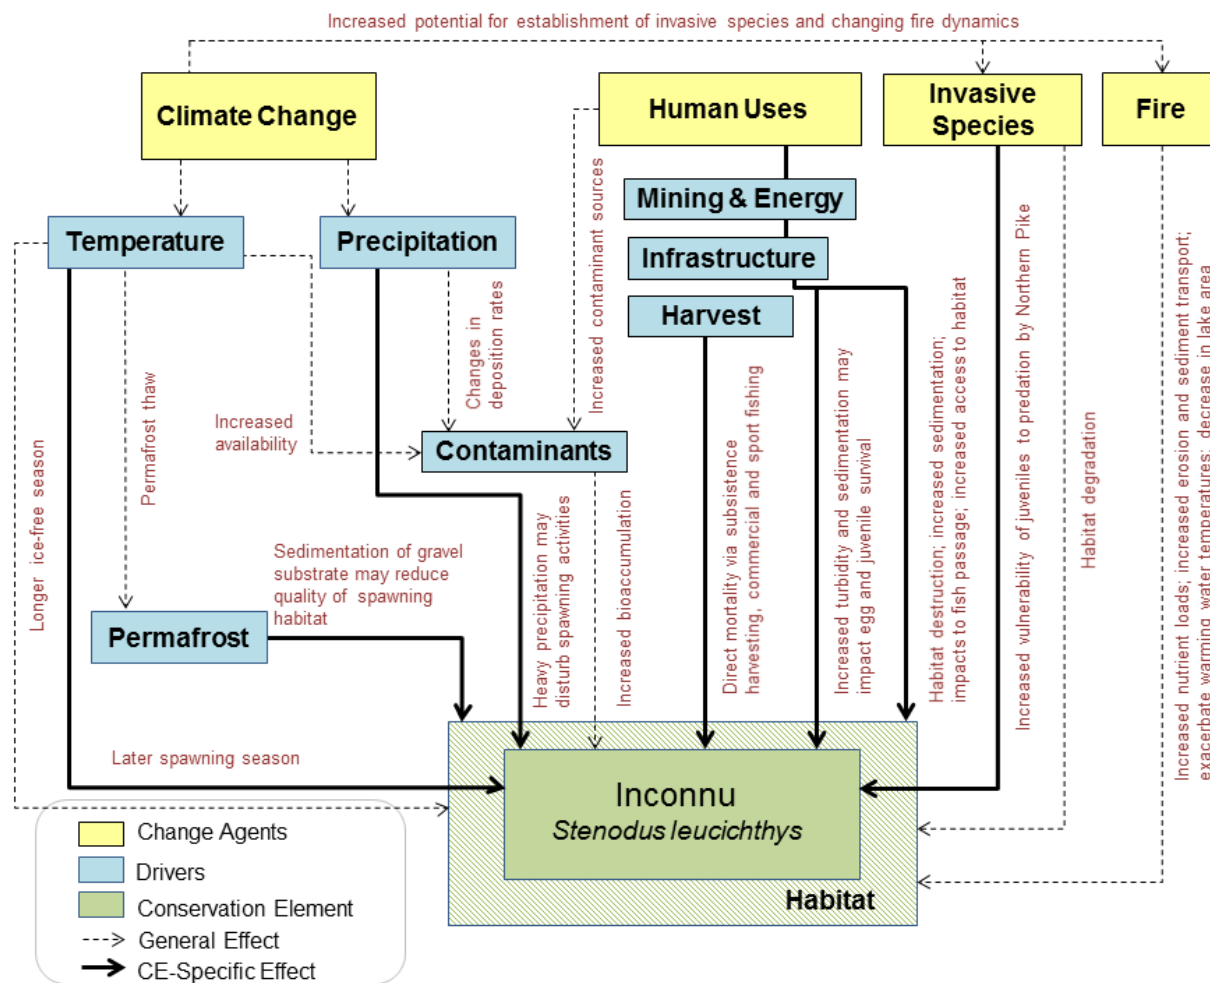 Increased potential for establishment of invasive species and changing fire dynamics
Climate Change
Human Uses
Invasive
Species
Fire
Mining & Energy
Temperature
Precipitation
Infrastructure
Harvest
Changes in
deposition rates
Increased contaminant sources
Increased
availability
Contaminants
Permafrost thaw
Longer ice-free season
Sedimentation of gravel
substrate may reduce
quality of spawning
habitat
Permafrost
Heavy precipitation may
disturb spawning activities
Increased bioaccumulation
Direct mortality via subsistence
harvesting, commercial and sport fishing
Increased turbidity and sedimentation may
impact egg and juvenile survival
Habitat destruction; increased sedimentation;
impacts to fish passage; increased access to habitat
Increased vulnerability of juveniles to predation by Northern Pike
Habitat degradation
Increased nutrient loads; increased erosion and sediment transport;
exacerbate warming water temperatures; decrease in lake area
Later spawning season
Inconnu
Stenodus leucichthys
Habitat
Change Agents
Drivers
Conservation Element
General Effect
CE-Specific Effect